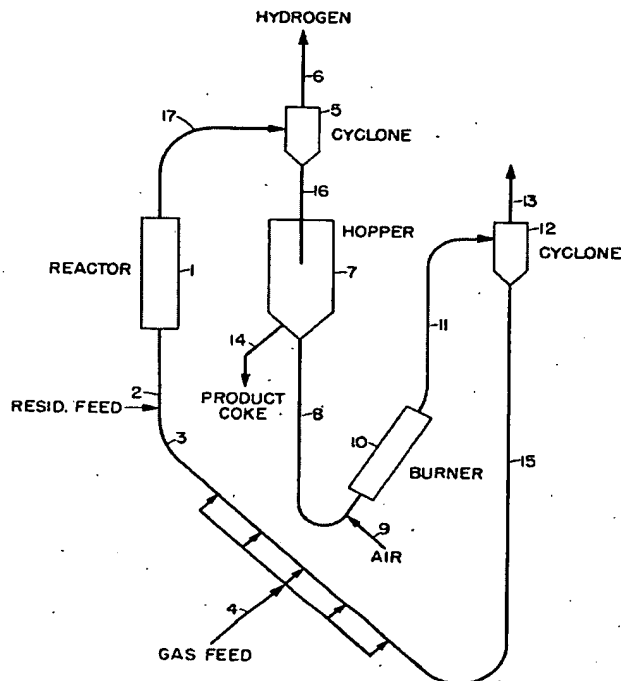 HYDROGEN
6
17
5
CYCLONE
16
13
12
HOPPER
CYCLONE
REACTOR
1
7
11
14
2
PRODUCT
COKE
RESID. FEED
8
10
15
3
BURNER
9
AIR
4
GAS FEED